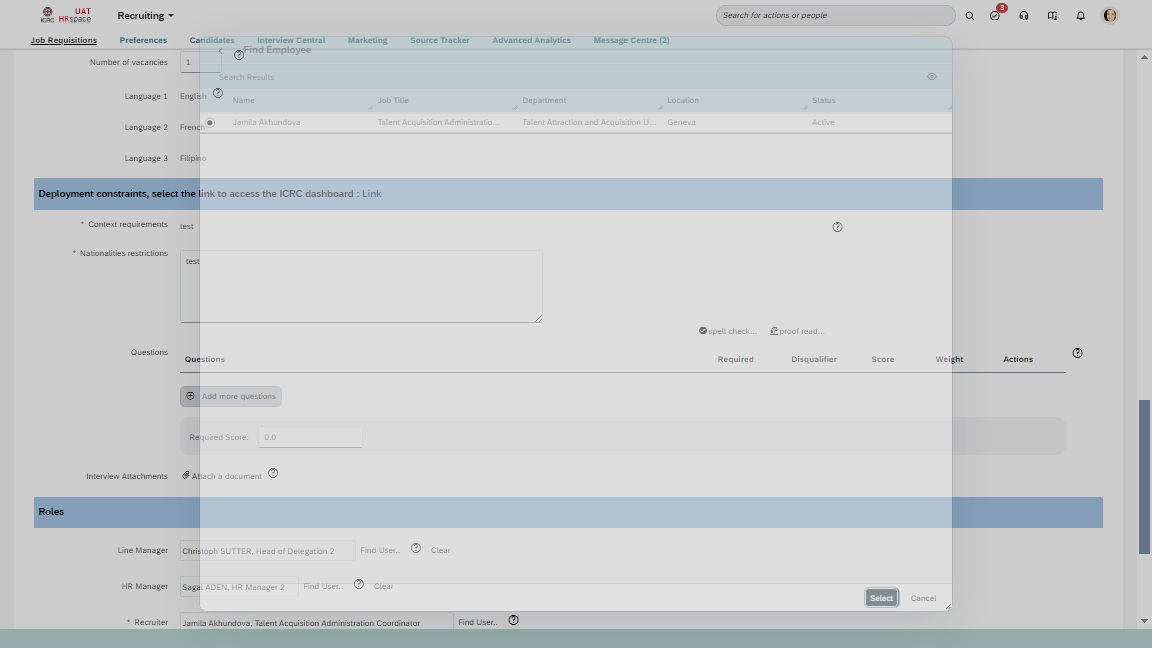 ICRC UAT HRspace
Recruiting
Search for actions or people
3
Job Requisitions Preferences Candidates Interview Central Marketing Source Tracker Advanced Analytics Message Centre (2)
Find Employee
Number of vacancies 1
Search Results
Language 1 English
Name Job Title Department Location Status
Jamila Akhundova Talent Acquisition Administratio... Talent Attraction and Acquisition U... Geneva Active
Language 2 French
Language 3 Filipino
Deployment constraints, select the link to access the ICRC dashboard : Link
* Context requirements test
* Nationalities restrictions test
spell check... proof read...
Questions Questions Required Disqualifier Score Weight Actions
Add more questions
Required Score: 0.0
Interview Attachments Attach a document
Roles
Line Manager Christoph SUTTER, Head of Delegation 2 Find User.. Clear
HR Manager Sagal ADEN, HR Manager 2 Find User.. Clear
Select Cancel
* Recruiter Jamila Akhundova, Talent Acquisition Administration Coordinator Find User..